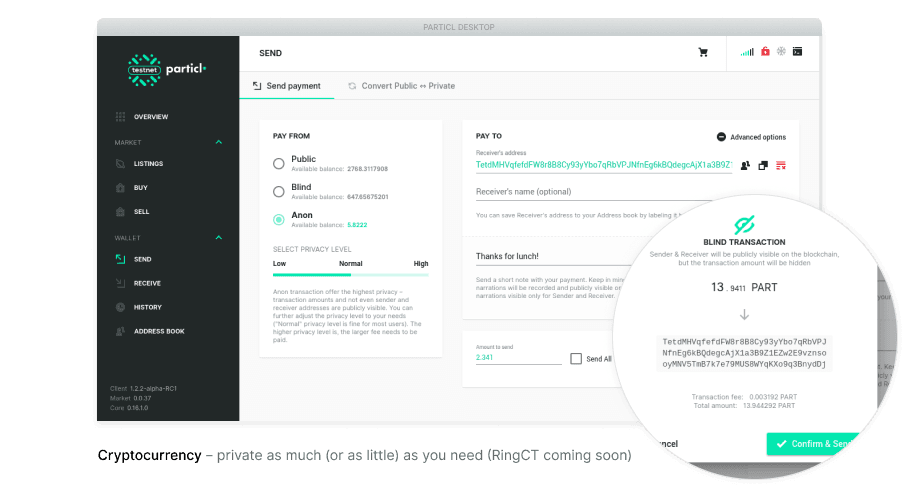 PARTICL DESKTOP
testnet particl
SEND
Send payment
Convert Public ↔ Private
OVERVIEW
MARKET
LISTINGS
BUY
SELL
WALLET
SEND
RECEIVE
HISTORY
ADDRESS BOOK
Client 1.2.2-alpha-RC1
Market 0.0.37
Core 0.16.1.0
PAY FROM
Public
Available balance: 2768.3117908
Blind
Available balance: 647.65675201
Anon
Available balance: 5.8222
SELECT PRIVACY LEVEL
Low Normal High
Anon transaction offer the highest privacy –
transaction amounts and not even sender and
receiver addresses are publicly visible. You can
further adjust the privacy level to your needs
("Normal" privacy level is fine for most users). The
higher privacy level is, the larger fee needs to be
paid.
PAY TO
Advanced options
Receiver's address
TetdMHVqfefdFW8r8B8Cy93yYbo7qRbVPJNfnEg6kBQdegcAjX1a3B9Z
Receiver's name (optional)
You can save Receiver's address to your Address book by labeling it
Thanks for lunch!
Send a short note with your payment. Keep in
narrations will be recorded and publicly visible
narrations visible only for Sender and Receiver.
Amount to send
2.341
Send All
BLIND TRANSACTION
Sender & Receiver will be publicly visible on the blockchain,
but the transaction amount will be hidden
13.9411 PART
TetdMHVqfefdFW8r8B8Cy93yYbo7qRbVPJ
NfnEg6kBQdegcAjX1a3B9Z1EZw2E9vznso
oyMNV5TmB7k7e79MUS8WYqKXo9q3BnydDj
Transaction fee: 0.003192 PART
Total amount: 13.944292 PART
ncel
Confirm & Sen
Cryptocurrency – private as much (or as little) as you need (RingCT coming soon)